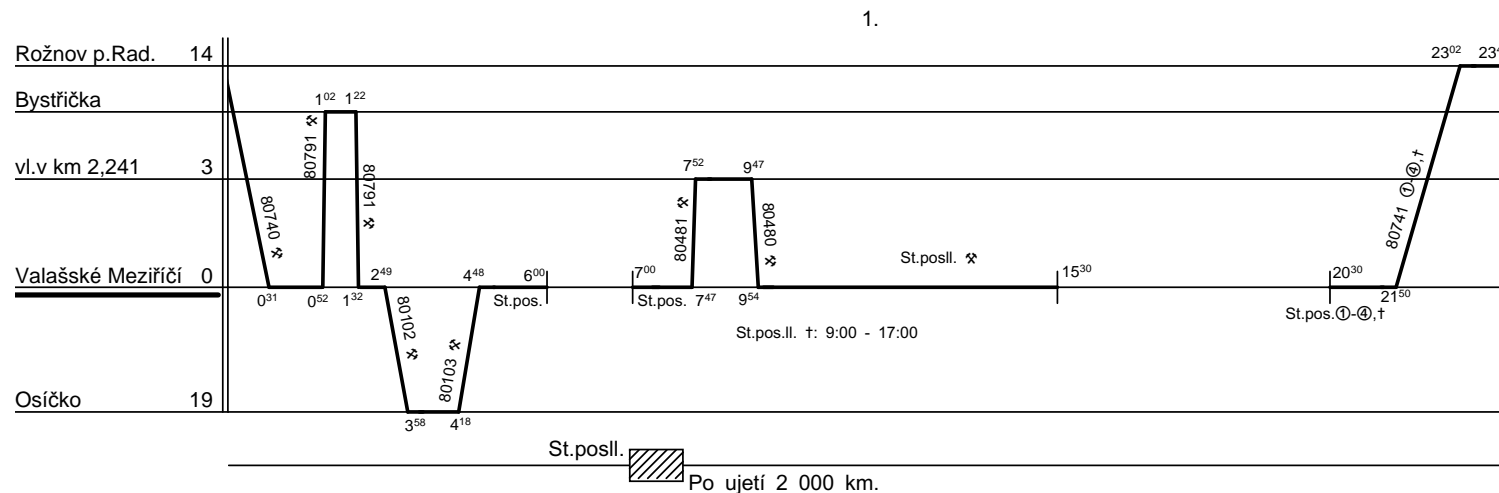 1.
Rožnov p.Rad. 14
23⁰² 23⁴
Bystřička
1⁰² 1²²
80791 ⚒
80791 ⚒
vl.v km 2,241 3
7⁵² 9⁴⁷
80740 ⚒
80481 ⚒
80480 ⚒
80741 ①-④,†
Valašské Meziříčí 0
2⁴⁹ 4⁴⁸ 6⁰⁰ 7⁰⁰
St.posll. ⚒
15³⁰ 20³⁰
0³¹ 0⁵² 1³² St.pos. St.pos. 7⁴⁷ 9⁵⁴ 21⁵⁰
St.pos.①-④,†
80102 ⚒
80103 ⚒
St.pos.ll. †: 9:00 - 17:00
Osíčko 19
3⁵⁸ 4¹⁸
St.posll.
Po ujetí 2 000 km.